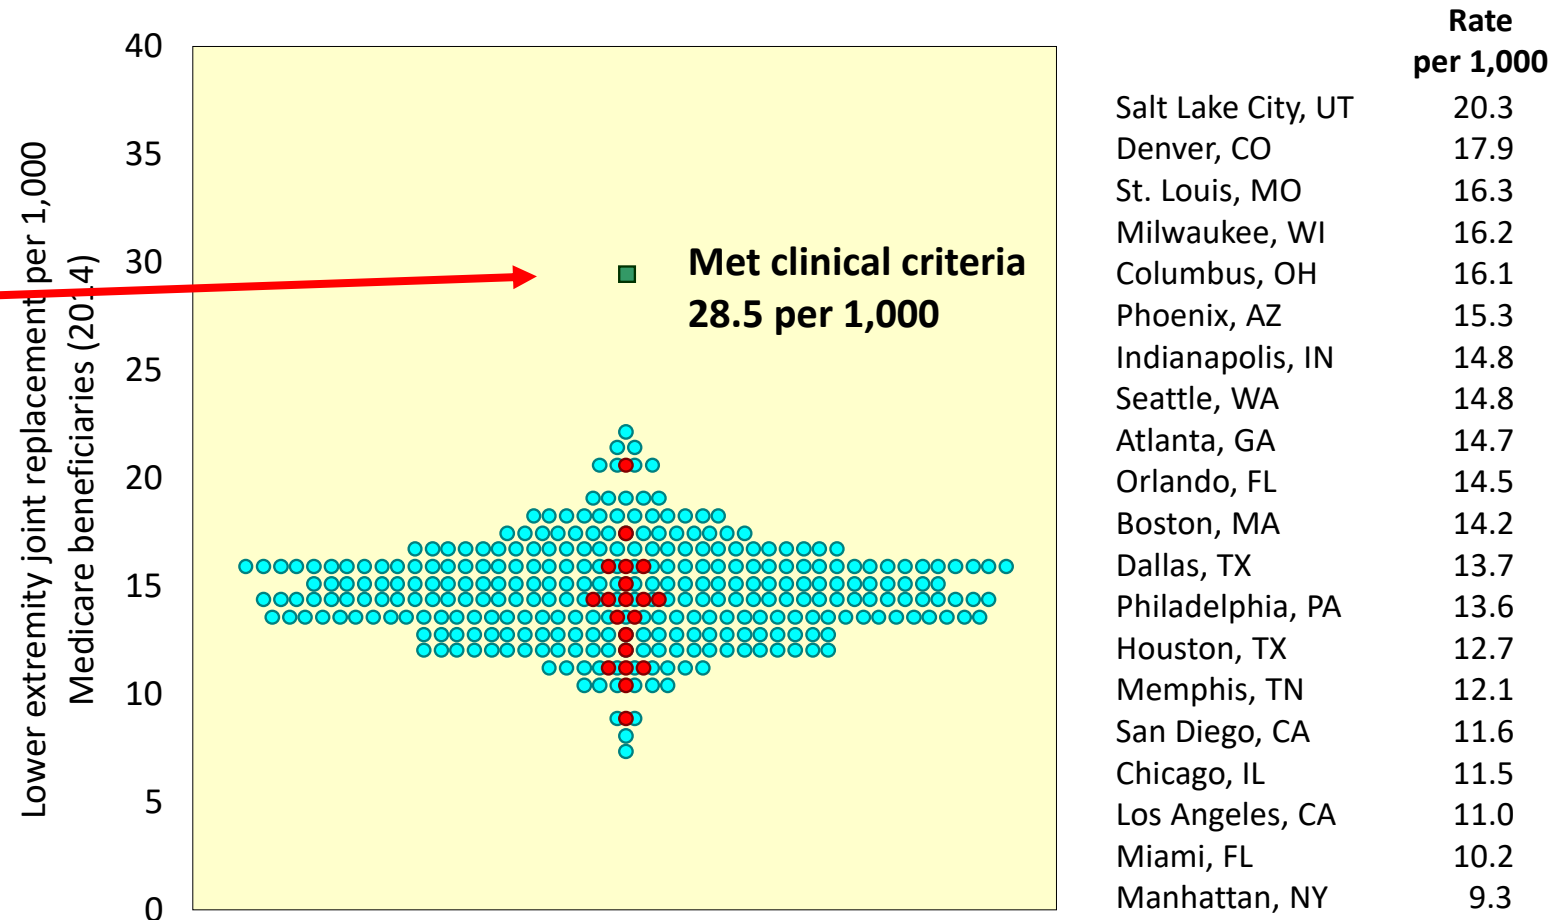 Lower extremity joint replacement per 1,000
Medicare beneficiaries (2014)
40
35
30
25
20
15
10
5
0
Met clinical criteria
28.5 per 1,000
Rate
per 1,000
Salt Lake City, UT 20.3
Denver, CO 17.9
St. Louis, MO 16.3
Milwaukee, WI 16.2
Columbus, OH 16.1
Phoenix, AZ 15.3
Indianapolis, IN 14.8
Seattle, WA 14.8
Atlanta, GA 14.7
Orlando, FL 14.5
Boston, MA 14.2
Dallas, TX 13.7
Philadelphia, PA 13.6
Houston, TX 12.7
Memphis, TN 12.1
San Diego, CA 11.6
Chicago, IL 11.5
Los Angeles, CA 11.0
Miami, FL 10.2
Manhattan, NY 9.3